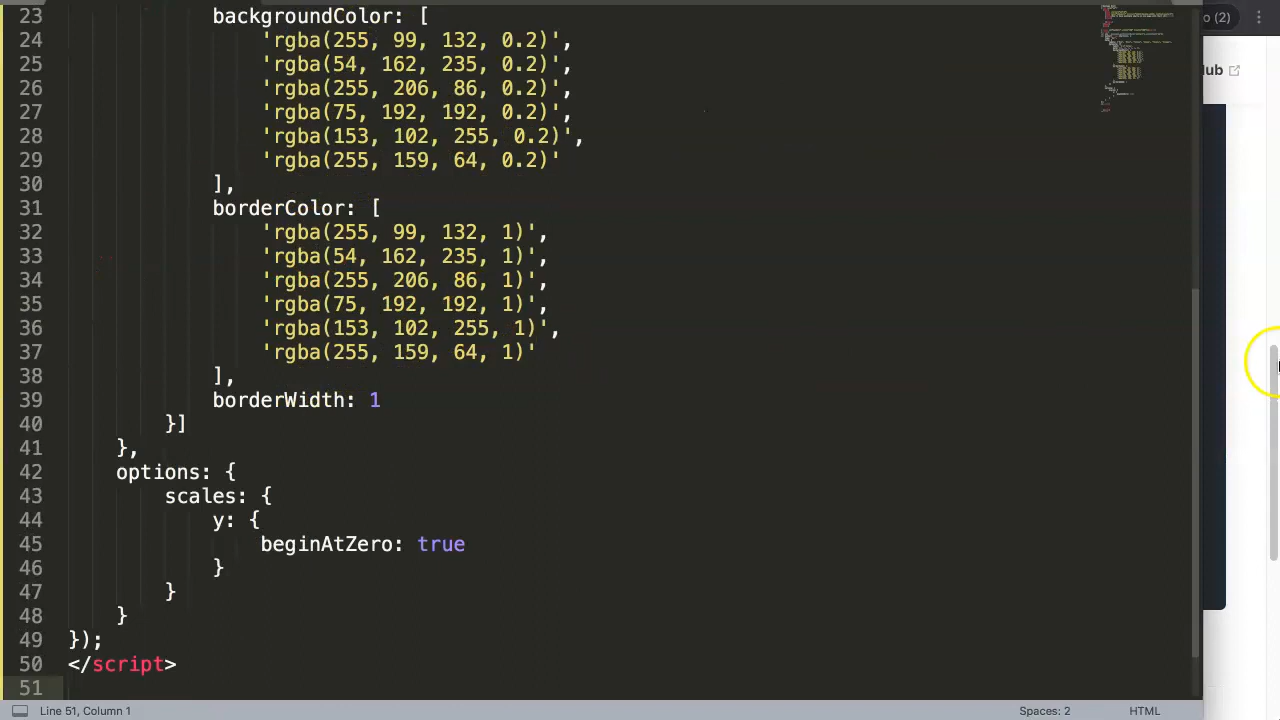 23 backgroundColor: [
24 'rgba(255, 99, 132, 0.2)',
25 'rgba(54, 162, 235, 0.2)',
26 'rgba(255, 206, 86, 0.2)',
27 'rgba(75, 192, 192, 0.2)',
28 'rgba(153, 102, 255, 0.2)',
29 'rgba(255, 159, 64, 0.2)'
30 ],
31 borderColor: [
32 'rgba(255, 99, 132, 1)',
33 'rgba(54, 162, 235, 1)',
34 'rgba(255, 206, 86, 1)',
35 'rgba(75, 192, 192, 1)',
36 'rgba(153, 102, 255, 1)',
37 'rgba(255, 159, 64, 1)'
38 ],
39 borderWidth: 1
40 }]
41 },
42 options: {
43 scales: {
44 y: {
45 beginAtZero: true
46 }
47 }
48 }
49 });
50 </script>
51
Line 51, Column 1
Spaces: 2
HTML
(2)